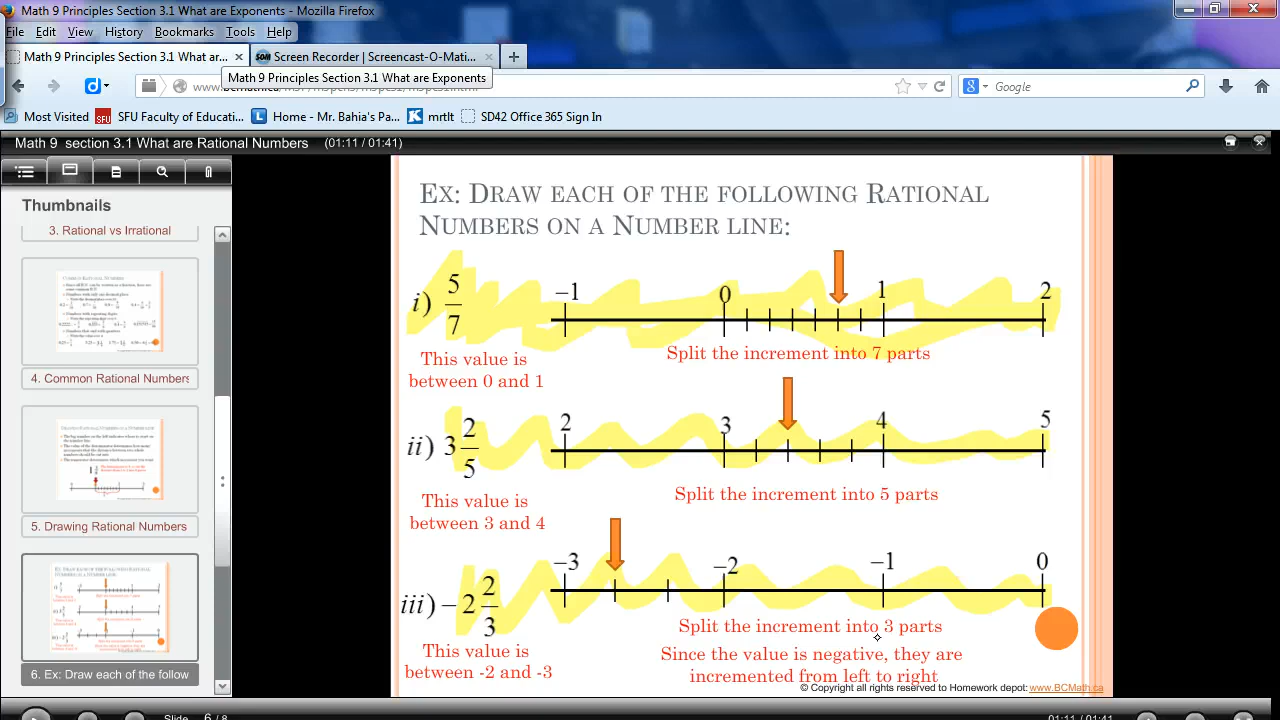 Math 9 Principles Section 3.1 What are Exponents - Mozilla Firefox
File Edit View History Bookmarks Tools Help
Math 9 Principles Section 3.1 What ar... × Screen Recorder | Screencast-O-Mati... × +
Math 9 Principles Section 3.1 What are Exponents
Google
Most Visited SFU Faculty of Educati... Home - Mr. Bahia's Pa... mrtlt SD42 Office 365 Sign In
Math 9 section 3.1 What are Rational Numbers (01:11 / 01:41)
Thumbnails
3. Rational vs Irrational
4. Common Rational Numbers
5. Drawing Rational Numbers
6. Ex: Draw each of the follow
EX: DRAW EACH OF THE FOLLOWING RATIONAL
NUMBERS ON A NUMBER LINE:
i) 5/7 −1 0 1 2
This value is
between 0 and 1
Split the increment into 7 parts
ii) 3 2/5 2 3 4 5
This value is
between 3 and 4
Split the increment into 5 parts
iii) −2 2/3 −3 −2 −1 0
This value is
between -2 and -3
Split the increment into 3 parts
Since the value is negative, they are
incremented from left to right
© Copyright all rights reserved to Homework depot: www.BCMath.ca
Slide 6 / 8 01:11 / 01:41